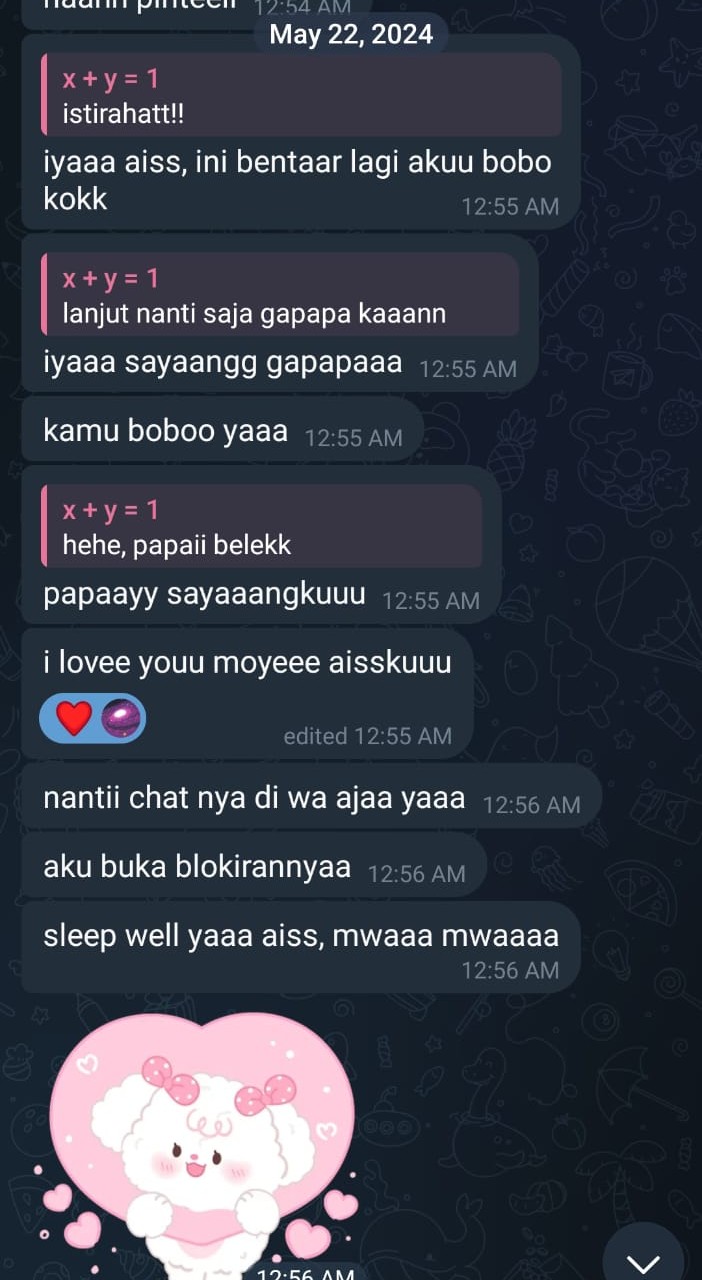 12:54 AM
May 22, 2024
x + y = 1
istirahatt!!
iyaaa aiss, ini bentaar lagi akuu bobo
kokk
12:55 AM
x + y = 1
lanjut nanti saja gapapa kaaann
iyaaa sayaangg gapapaaa 12:55 AM
kamu boboo yaaa 12:55 AM
x + y = 1
hehe, papaii belekk
papaayy sayaaangkuuu 12:55 AM
i lovee youu moyeee aisskuuu
edited 12:55 AM
nantii chat nya di wa ajaa yaaa 12:56 AM
aku buka blokirannyaa 12:56 AM
sleep well yaaa aiss, mwaaa mwaaaa
12:56 AM
12:56 AM